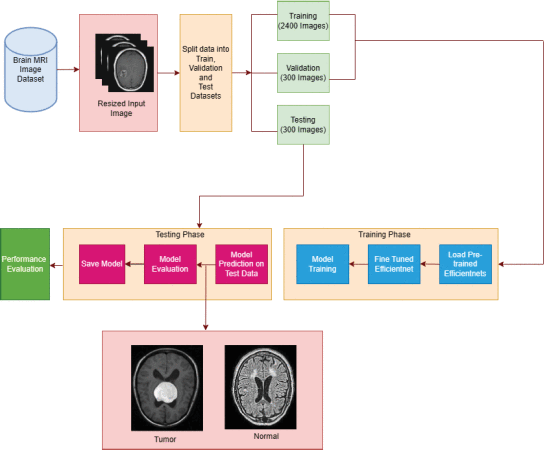 Brain MRI
Image
Dataset
Resized Input
Image
Split data into
Train,
Validation
and
Test
Datasets
Training
(2400 Images)
Validation
(300 Images)
Testing
(300 Images)
Performance
Evaluation
Testing Phase
Save Model
Model
Evaluation
Model
Prediction on
Test Data
Training Phase
Model
Training
Fine Tuned
Efficientnet
Load Pre-
trained
Efficientnets
Tumor
Normal